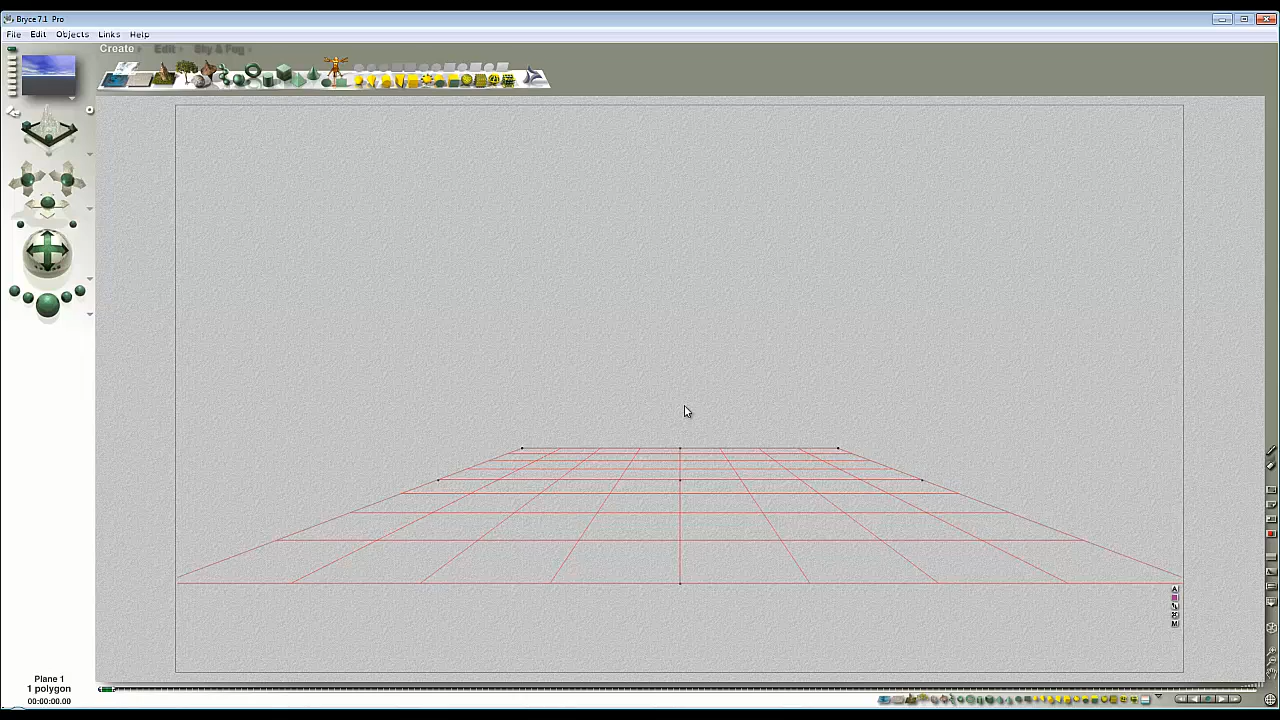 Bryce 7.1 Pro
File Edit Objects Links Help
Create Edit Sky & Fog
A
M
Plane 1
1 polygon
00:00:00.00